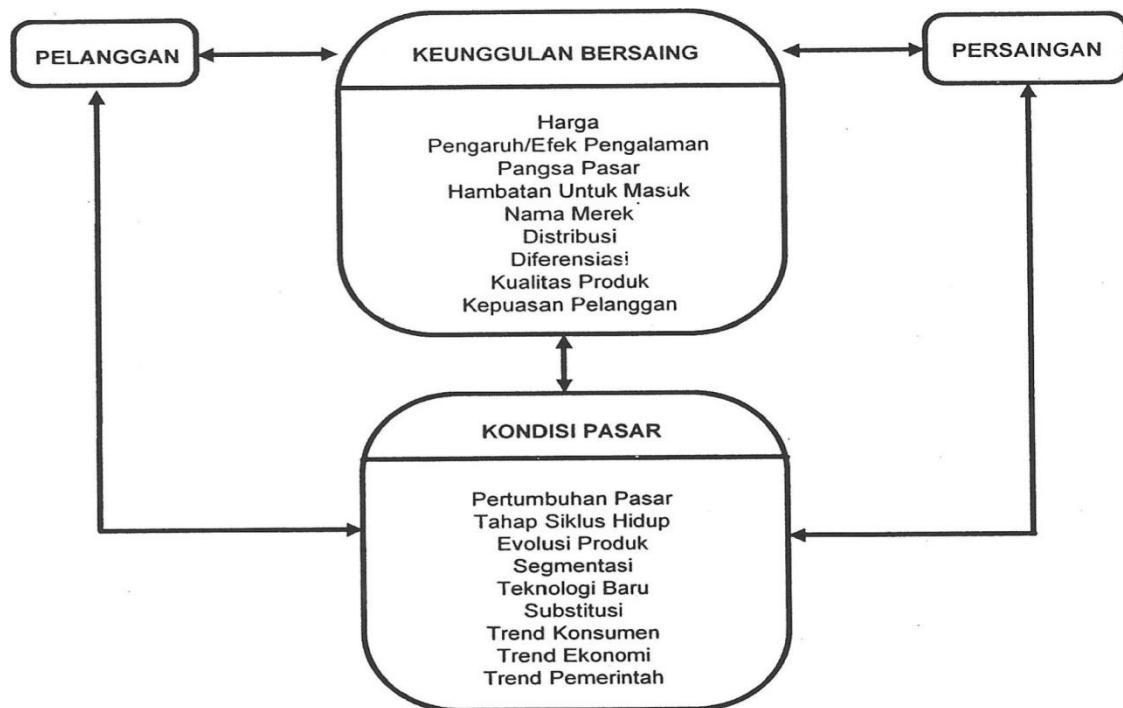 PELANGGAN
KEUNGGULAN BERSAING
PERSAINGAN
Harga
Pengaruh/Efek Pengalaman
Pangsa Pasar
Hambatan Untuk Masuk
Nama Merek
Distribusi
Diferensiasi
Kualitas Produk
Kepuasan Pelanggan
KONDISI PASAR
Pertumbuhan Pasar
Tahap Siklus Hidup
Evolusi Produk
Segmentasi
Teknologi Baru
Substitusi
Trend Konsumen
Trend Ekonomi
Trend Pemerintah